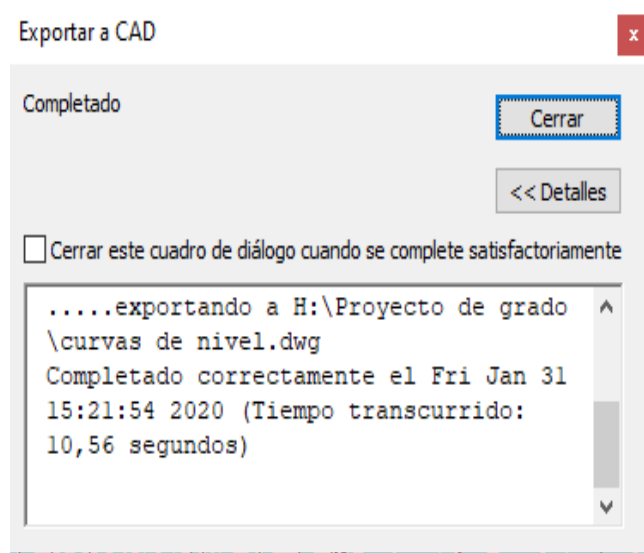 Exportar a CAD
x
Completado
Cerrar
<< Detalles
Cerrar este cuadro de diálogo cuando se complete satisfactoriamente
.....exportando a H:\Proyecto de grado
\curvas de nivel.dwg
Completado correctamente el Fri Jan 31
15:21:54 2020 (Tiempo transcurrido:
10,56 segundos)